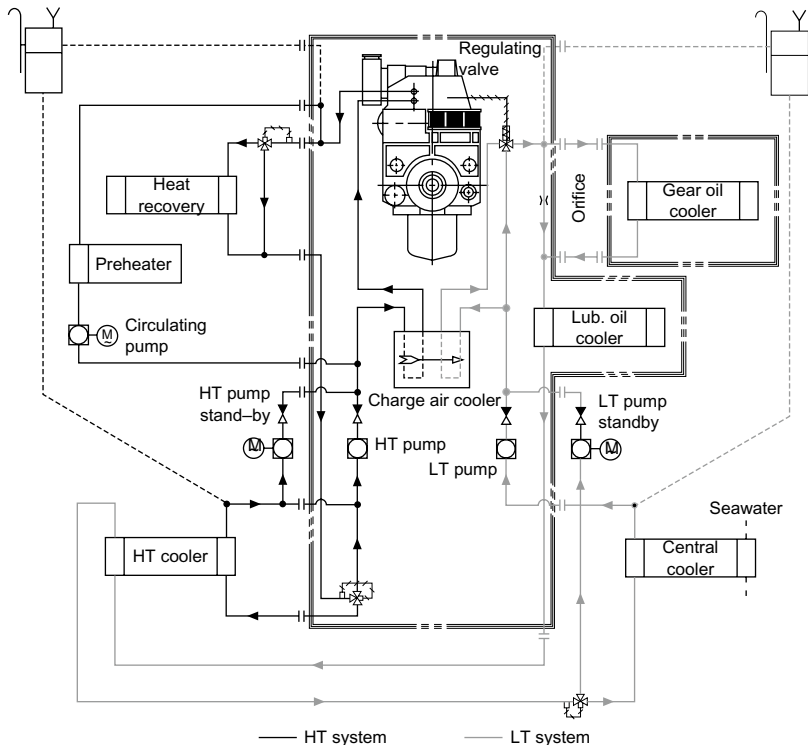 Regulating
valve
Heat
recovery
Orifice
Gear oil
cooler
Preheater
Circulating
pump
M
~
Lub. oil
cooler
Charge air cooler
HT pump
stand–by
M
HT pump
LT pump
LT pump
standby
M
Seawater
HT cooler
Central
cooler
HT system
LT system